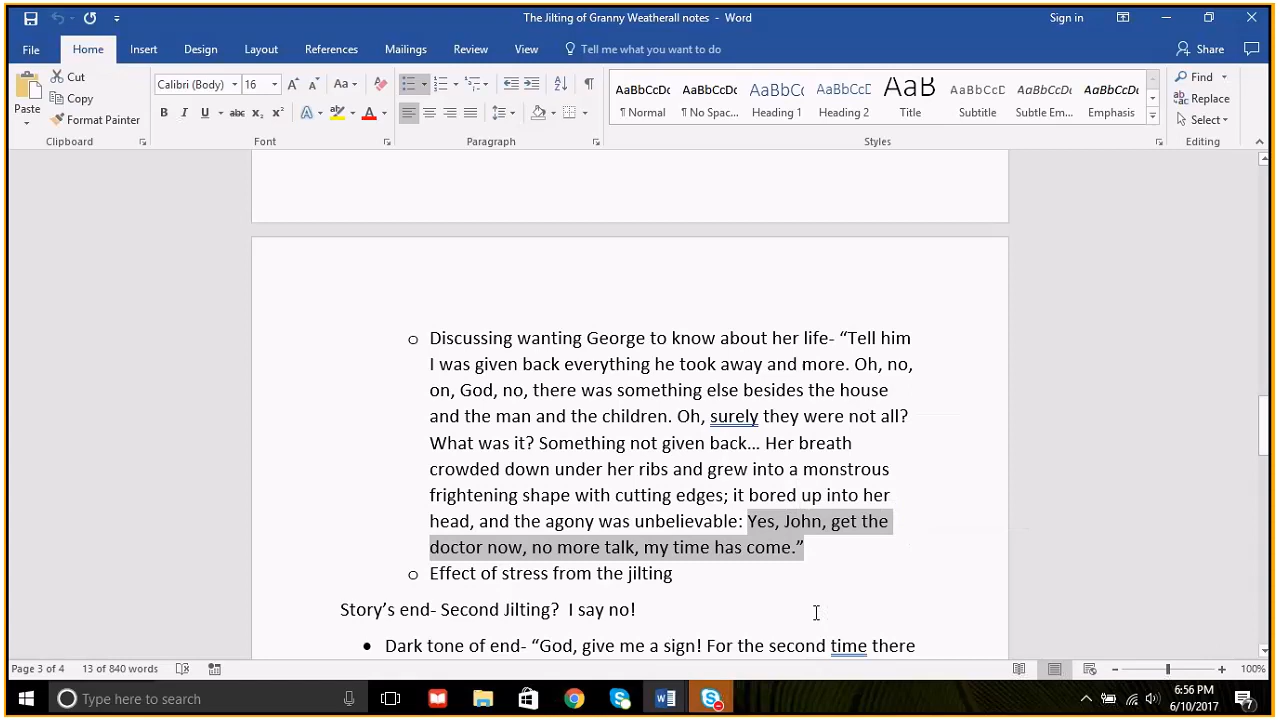 The Jilting of Granny Weatherall notes - Word
Sign in
File
Home
Insert
Design
Layout
References
Mailings
Review
View
Tell me what you want to do
Share
Paste
Cut
Copy
Format Painter
Clipboard
Calibri (Body)
16
Aa
B I U abc x₂ x²
A
A
Font
Paragraph
AaBbCcDc
¶ Normal
AaBbCcDc
¶ No Spac...
AaBbC
Heading 1
AaBbCc
Heading 2
AaB
Title
AaBbCcD
Subtitle
AaBbCcDc
Subtle Em...
AaBbCcDc
Emphasis
Styles
Find
Replace
Select
Editing
o Discussing wanting George to know about her life- “Tell him
I was given back everything he took away and more. Oh, no,
on, God, no, there was something else besides the house
and the man and the children. Oh, surely they were not all?
What was it? Something not given back... Her breath
crowded down under her ribs and grew into a monstrous
frightening shape with cutting edges; it bored up into her
head, and the agony was unbelievable: Yes, John, get the
doctor now, no more talk, my time has come.”
o Effect of stress from the jilting
Story’s end- Second Jilting?  I say no!
• Dark tone of end- “God, give me a sign! For the second time there
Page 3 of 4
13 of 840 words
100%
Type here to search
6:56 PM
6/10/2017
7